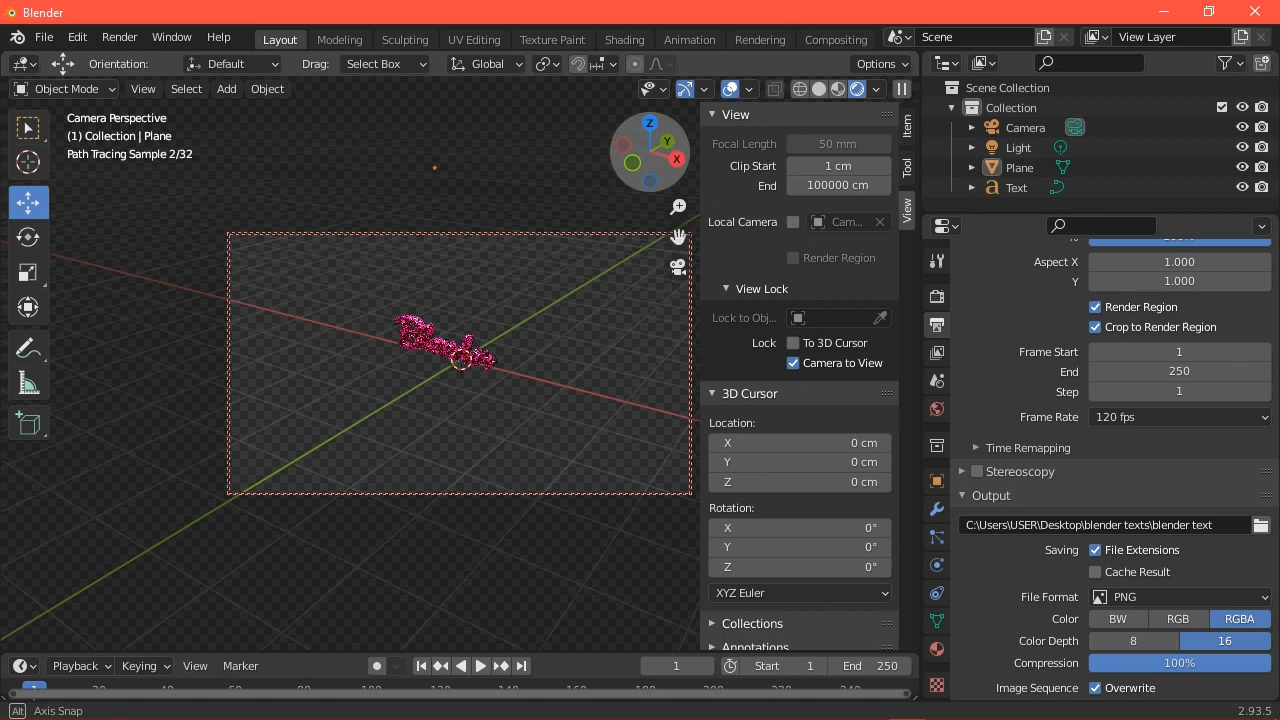 Blender
File Edit Render Window Help Layout Modeling Sculpting UV Editing Texture Paint Shading Animation Rendering Compositing Scene View Layer
Orientation: Default Drag: Select Box Global Options
Object Mode View Select Add Object
Camera Perspective
(1) Collection | Plane
Path Tracing Sample 2/32
Z
Y
X
View
Focal Length 50 mm
Clip Start 1 cm
End 100000 cm
Local Camera Cam...
Render Region
View Lock
Lock to Obj...
Lock To 3D Cursor
Camera to View
3D Cursor
Location:
X 0 cm
Y 0 cm
Z 0 cm
Rotation:
X 0°
Y 0°
Z 0°
XYZ Euler
Collections
Annotations
Item
Tool
View
Scene Collection
Collection
Camera
Light
Plane
Text
Aspect X 1.000
Y 1.000
Render Region
Crop to Render Region
Frame Start 1
End 250
Step 1
Frame Rate 120 fps
Time Remapping
Stereoscopy
Output
C:\Users\USER\Desktop\blender texts\blender text
Saving File Extensions
Cache Result
File Format PNG
Color BW RGB RGBA
Color Depth 8 16
Compression 100%
Image Sequence Overwrite
Playback Keying View Marker 1 Start 1 End 250
Alt Axis Snap 2.93.5